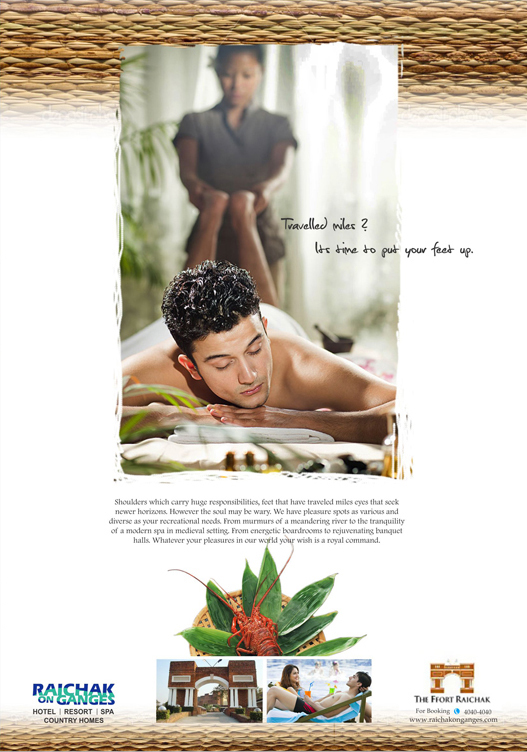 Travelled miles ?
Its time to put your feet up.
Shoulders which carry huge responsibilities, feet that have traveled miles eyes that seek
newer horizons. However the soul may be wary. We have pleasure spots as various and
diverse as your recreational needs. From murmurs of a meandering river to the tranquility
of a modern spa in medieval setting. From energetic boardrooms to rejuvenating banquet
halls. Whatever your pleasures in our world your wish is a royal command.
RAICHAK
ON GANGES
HOTEL | RESORT | SPA
COUNTRY HOMES
THE FFORT RAICHAK
For Booking 4040-4040
www.raichakonganges.com